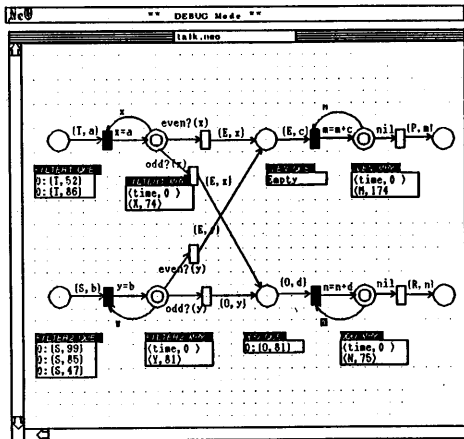 ** DEBUG Mode **
talk.neo
x
even?(x)
M
nil
{T,a}
x=a
{E,x}
{E,c}
m=m+c
{P,m}
odd?(x)
{E,x}
0:{T,52}
0:{T,86}
(time,0 )
(X,74)
Empty
(time,0 )
(M,174
even?(y)
{S,b}
y=b
{O,y}
{O,d}
n=n+d
nil
{R,n}
odd?(y)
0:{S,99}
0:{S,85}
0:{S,47}
(time,0 )
(Y,81)
0:{O,81}
(time,0 )
(N,75)